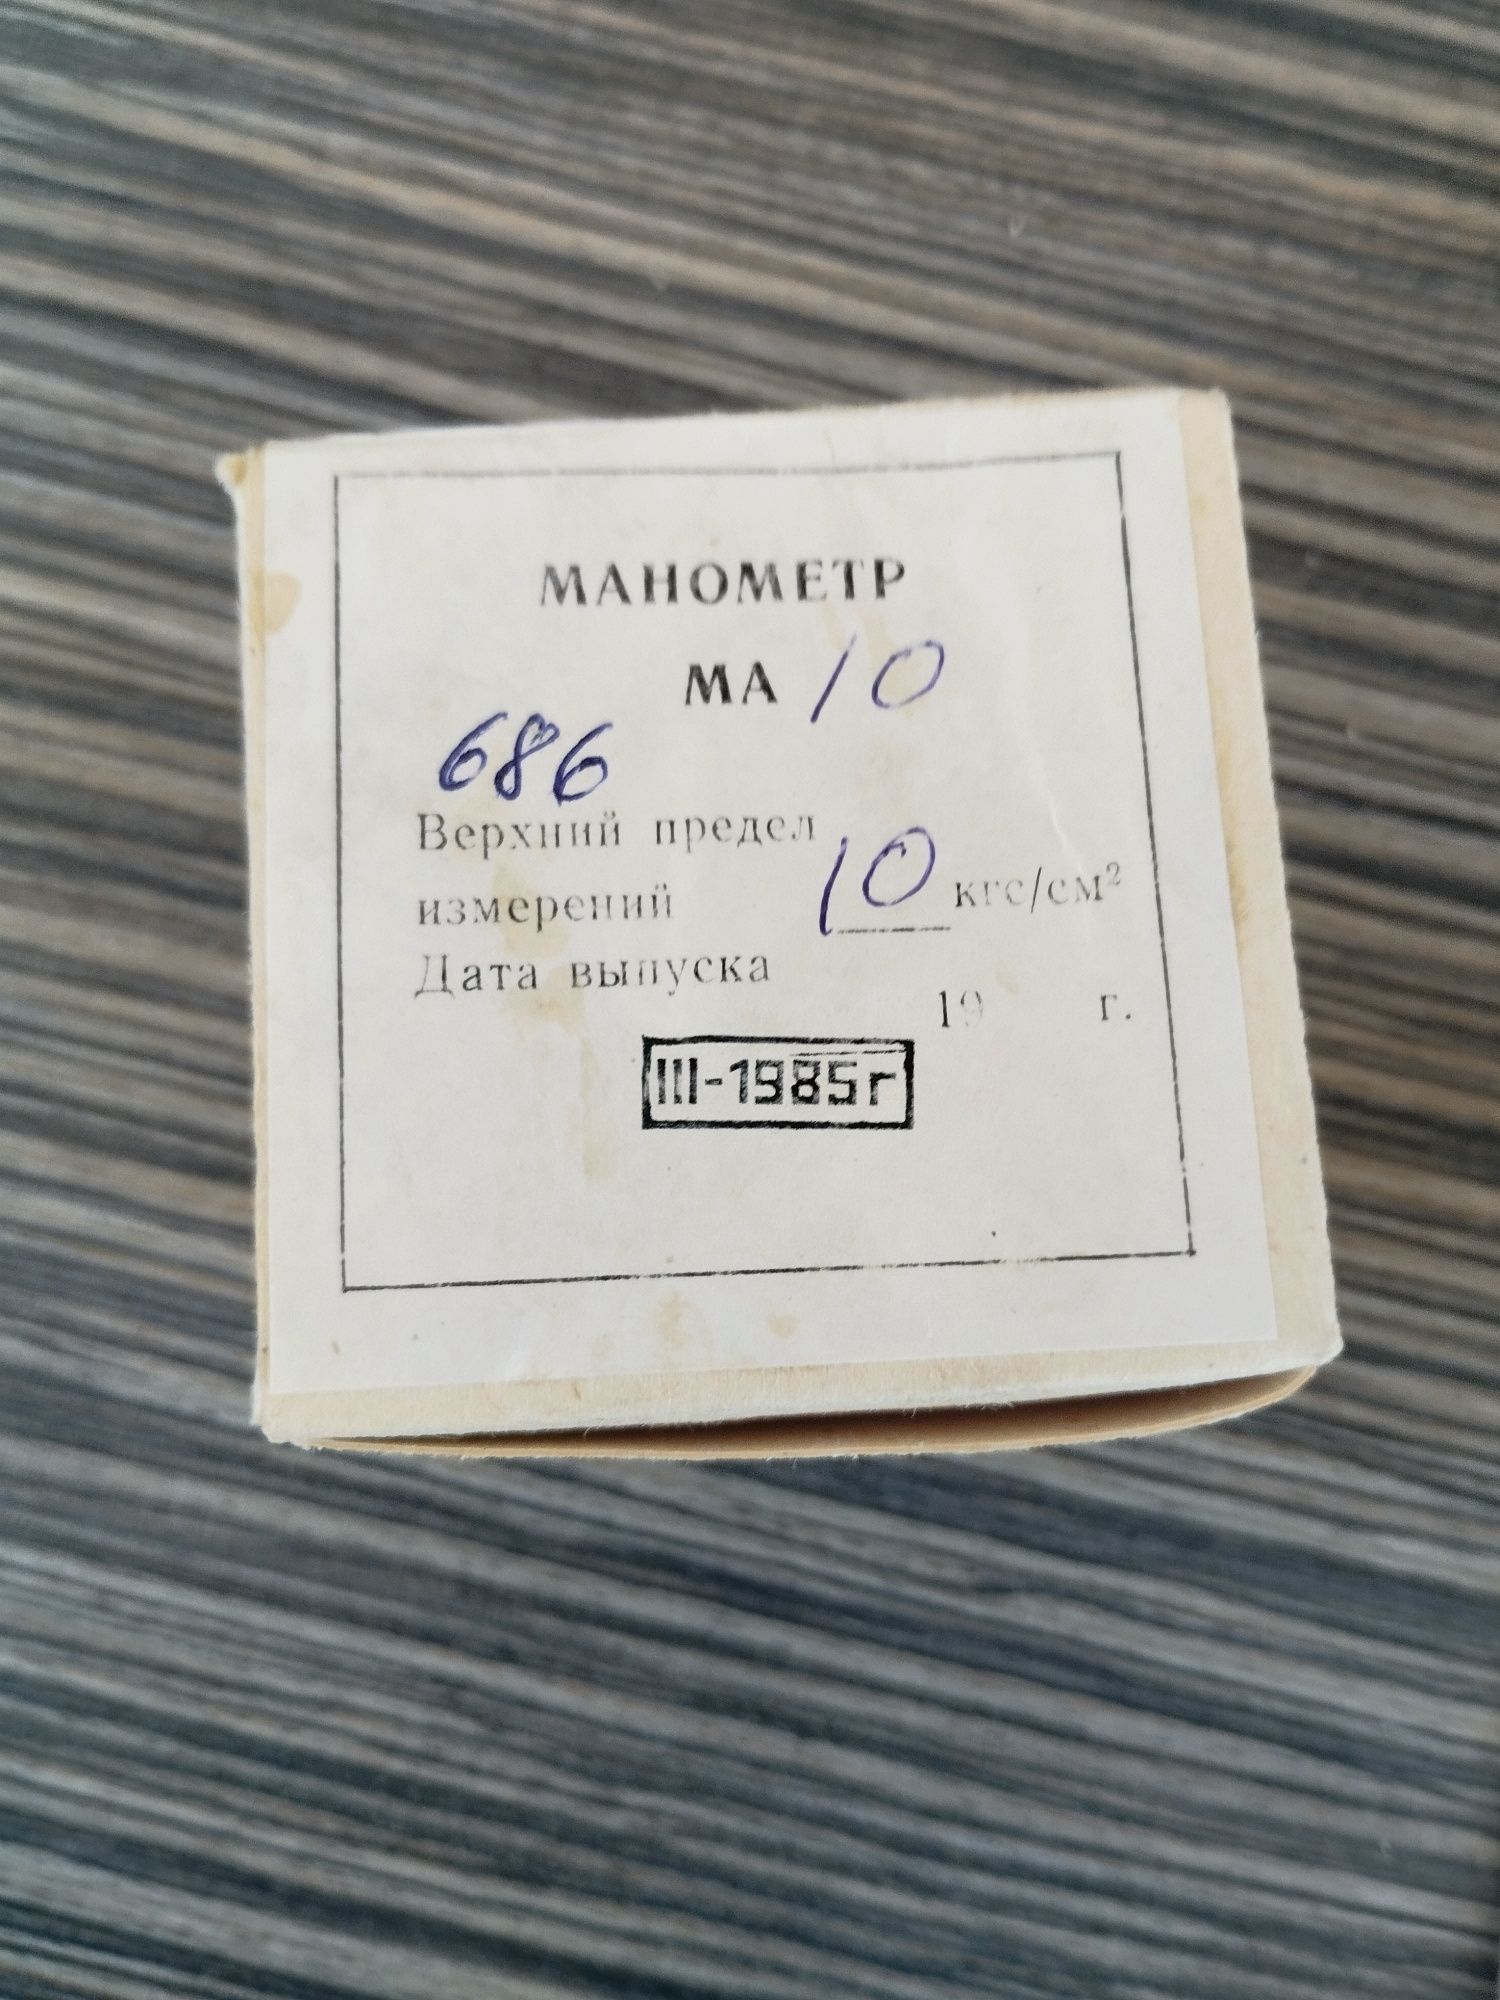 МАНОМЕТР
МА 10
686
Верхний предел
измерений 10 кгс/см²
Дата выпуска
19 г.
III-1985г